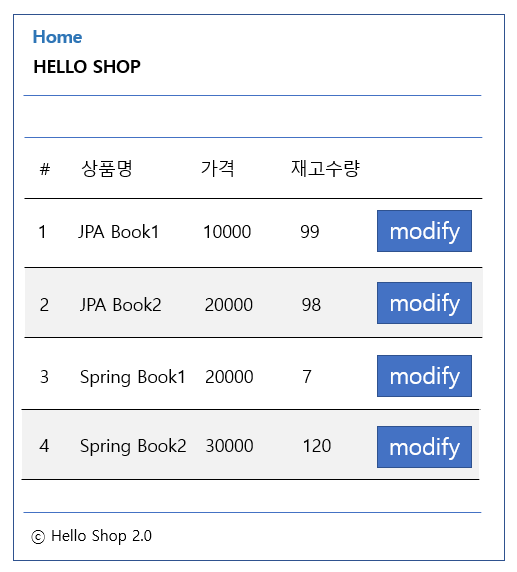 Home
HELLO SHOP
# 상품명 가격 재고수량
1 JPA Book1 10000 99 modify
2 JPA Book2 20000 98 modify
3 Spring Book1 20000 7 modify
4 Spring Book2 30000 120 modify
ⓒ Hello Shop 2.0